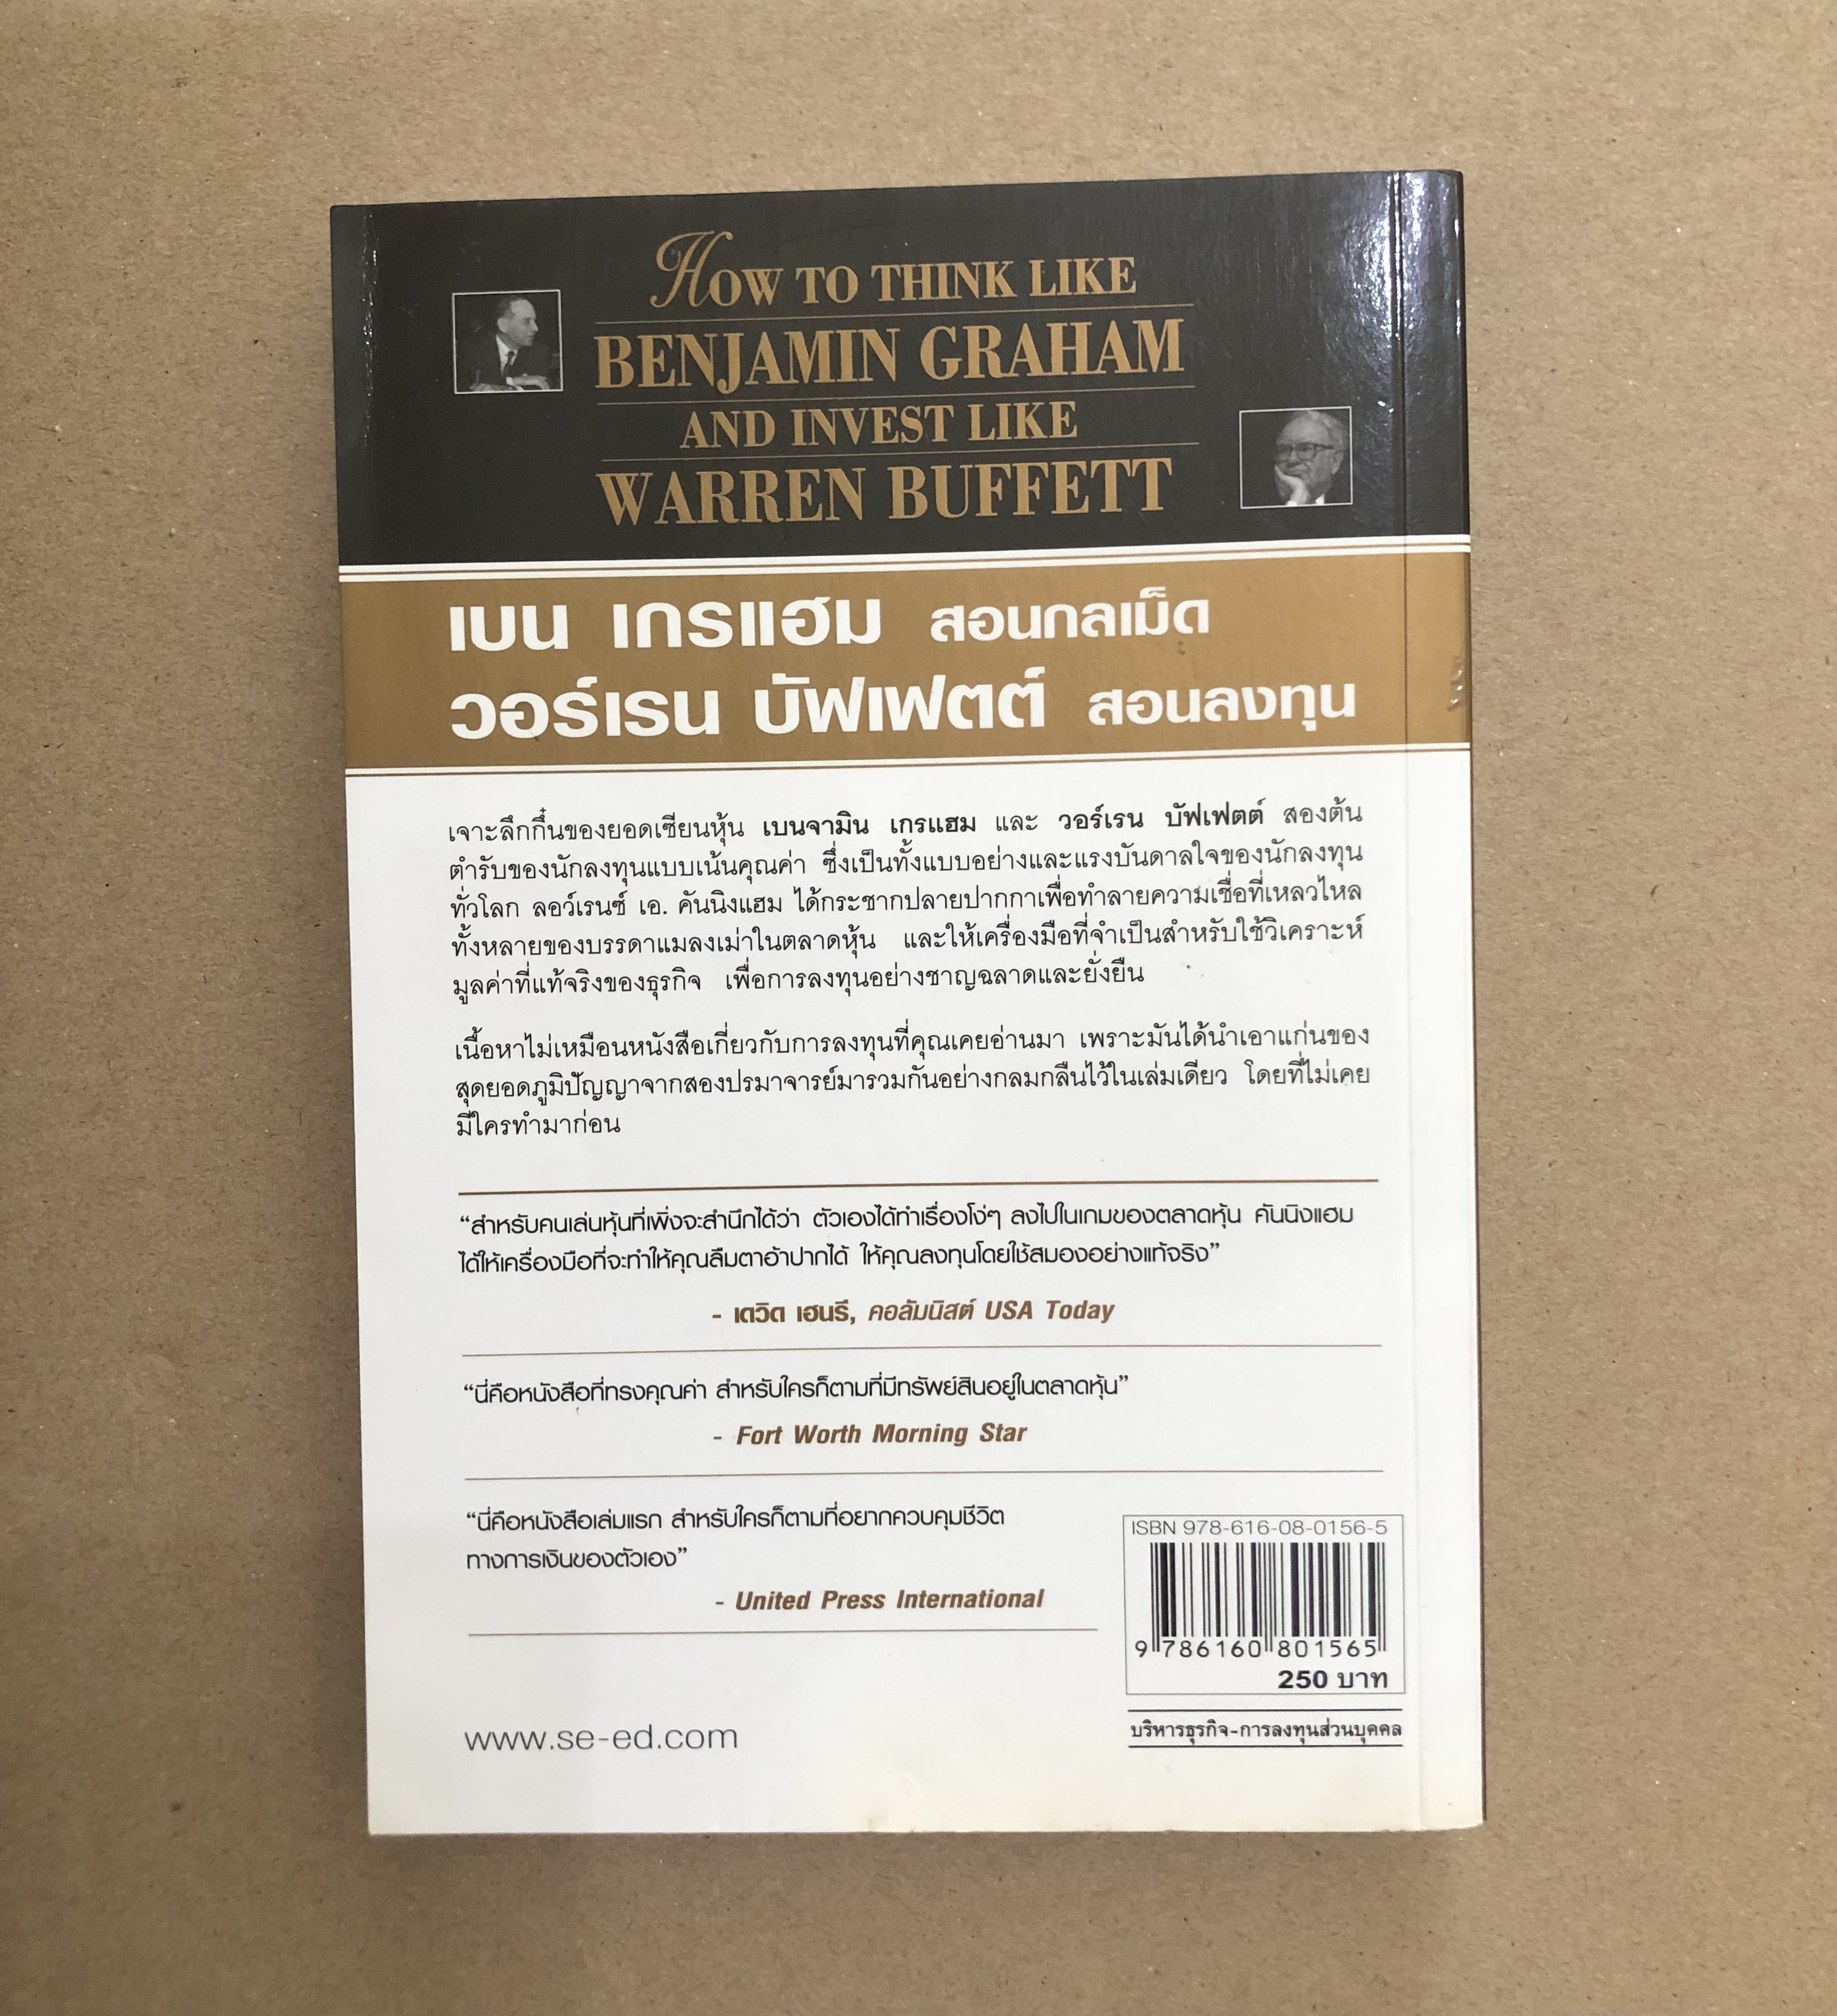 HOW TO THINK LIKE
BENJAMIN GRAHAM
AND INVEST LIKE
WARREN BUFFETT
เบน เกรแฮม สอนกลเม็ด
วอร์เรน บัฟเฟตต์ สอนลงทุน
เจาะลึกกึ๋นของยอดเซียนหุ้น เบนจามิน เกรแฮม และ วอร์เรน บัฟเฟตต์ สองต้น
ตำรับของนักลงทุนแบบเน้นคุณค่า ซึ่งเป็นทั้งแบบอย่างและแรงบันดาลใจของนักลงทุน
ทั่วโลก ลอว์เรนซ์ เอ. คันนิงแฮม ได้กระชากปลายปากกาเพื่อทำลายความเชื่อที่เหลวไหล
ทั้งหลายของบรรดาแมลงเม่าในตลาดหุ้น และให้เครื่องมือที่จำเป็นสำหรับใช้วิเคราะห์
มูลค่าที่แท้จริงของธุรกิจ เพื่อการลงทุนอย่างชาญฉลาดและยั่งยืน
เนื้อหาไม่เหมือนหนังสือเกี่ยวกับการลงทุนที่คุณเคยอ่านมา เพราะมันได้นำเอาแก่นของ
สุดยอดภูมิปัญญาจากสองปรมาจารย์มารวมกันอย่างกลมกลืนไว้ในเล่มเดียว โดยที่ไม่เคย
มีใครทำมาก่อน
“สำหรับคนเล่นหุ้นที่เพิ่งจะสำนึกได้ว่า ตัวเองได้ทำเรื่องโง่ๆ ลงไปในเกมของตลาดหุ้น คันนิงแฮม
ได้ให้เครื่องมือที่จะทำให้คุณลืมตาอ้าปากได้ ให้คุณลงทุนโดยใช้สมองอย่างแท้จริง”
- เดวิด เฮนรี, คอลัมนิสต์ USA Today
“นี่คือหนังสือที่ทรงคุณค่า สำหรับใครก็ตามที่มีทรัพย์สินอยู่ในตลาดหุ้น”
- Fort Worth Morning Star
“นี่คือหนังสือเล่มแรก สำหรับใครก็ตามที่อยากควบคุมชีวิต
ทางการเงินของตัวเอง”
- United Press International
ISBN 978-616-08-0156-5
9 786160 801565
250 บาท
บริหารธุรกิจ-การลงทุนส่วนบุคคล
www.se-ed.com